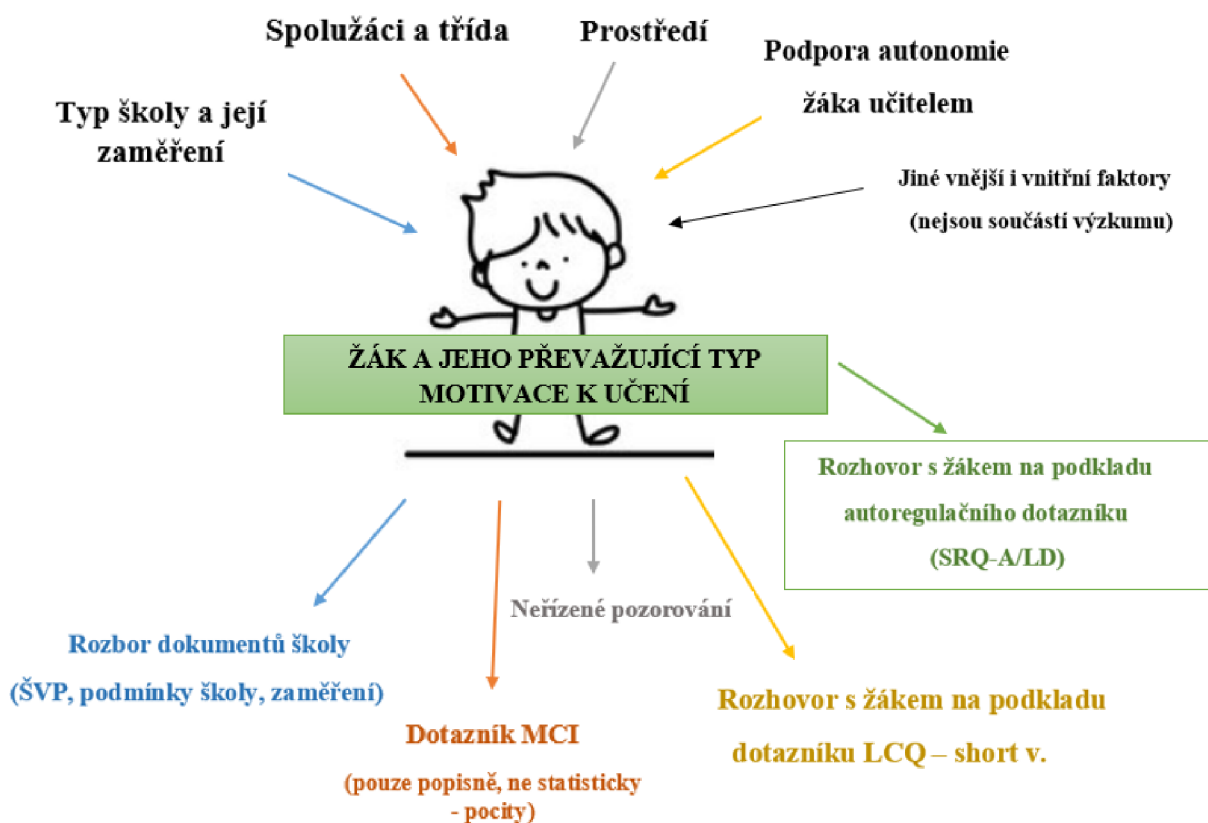 Spolužáci a třída
Prostředí
Podpora autonomie
žáka učitelem
Typ školy a její
zaměření
Jiné vnější i vnitřní faktory
(nejsou součástí výzkumu)
ŽÁK A JEHO PŘEVAŽUJÍCÍ TYP
MOTIVACE K UČENÍ
Rozhovor s žákem na podkladu
autoregulačního dotazníku
(SRQ-A/LD)
Neřízené pozorování
Rozbor dokumentů školy
(ŠVP, podmínky školy, zaměření)
Rozhovor s žákem na podkladu
dotazníku LCQ – short v.
Dotazník MCI
(pouze popisně, ne statisticky
- pocity)